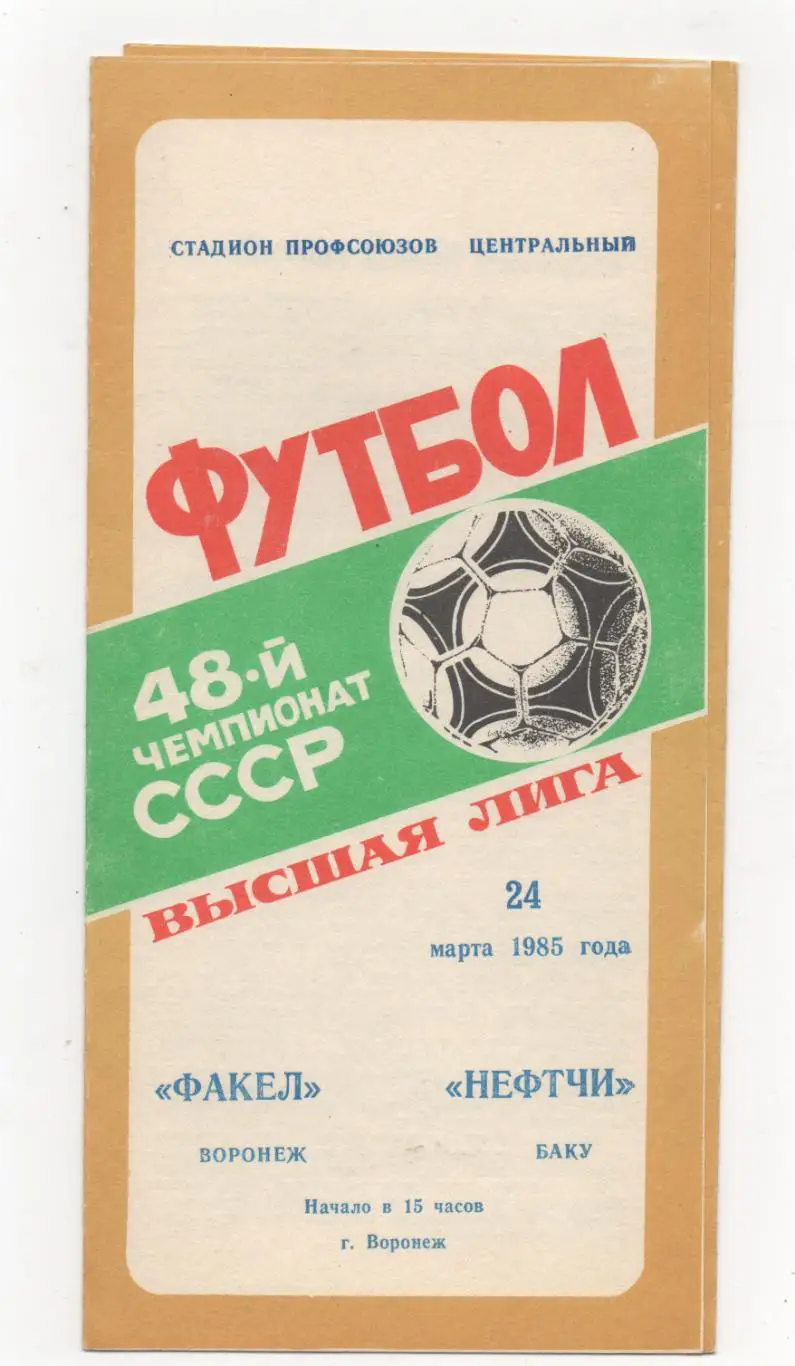 СТАДИОН ПРОФСОЮЗОВ ЦЕНТРАЛЬНЫЙ
ФУТБОЛ
48-й
ЧЕМПИОНАТ
СССР
ВЫСШАЯ ЛИГА
24
марта 1985 года
«ФАКЕЛ» «НЕФТЧИ»
ВОРОНЕЖ БАКУ
Начало в 15 часов
г. Воронеж